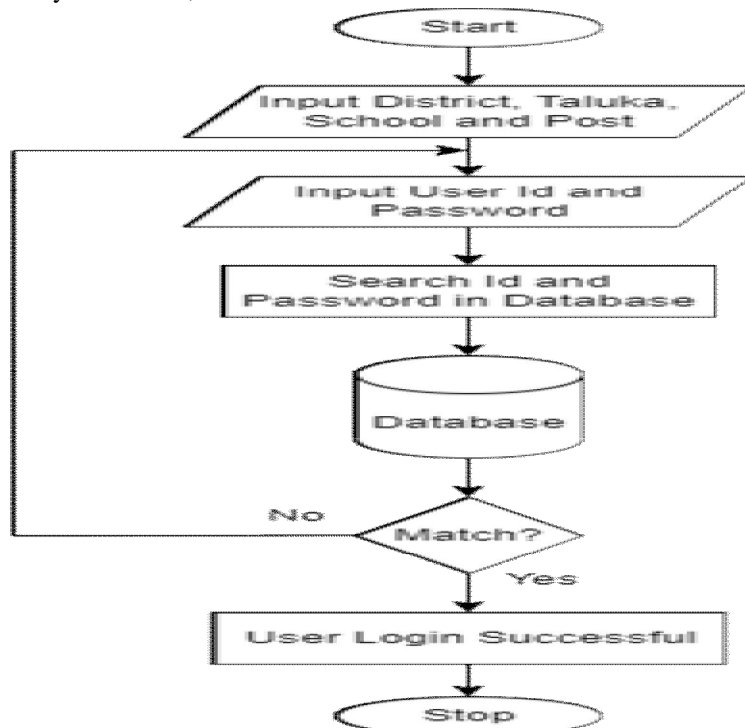 Start
Input District, Taluka,
School and Post
Input User Id and
Password
Search Id and
Password in Database
Database
Match?
No
Yes
User Login Successful
Stop